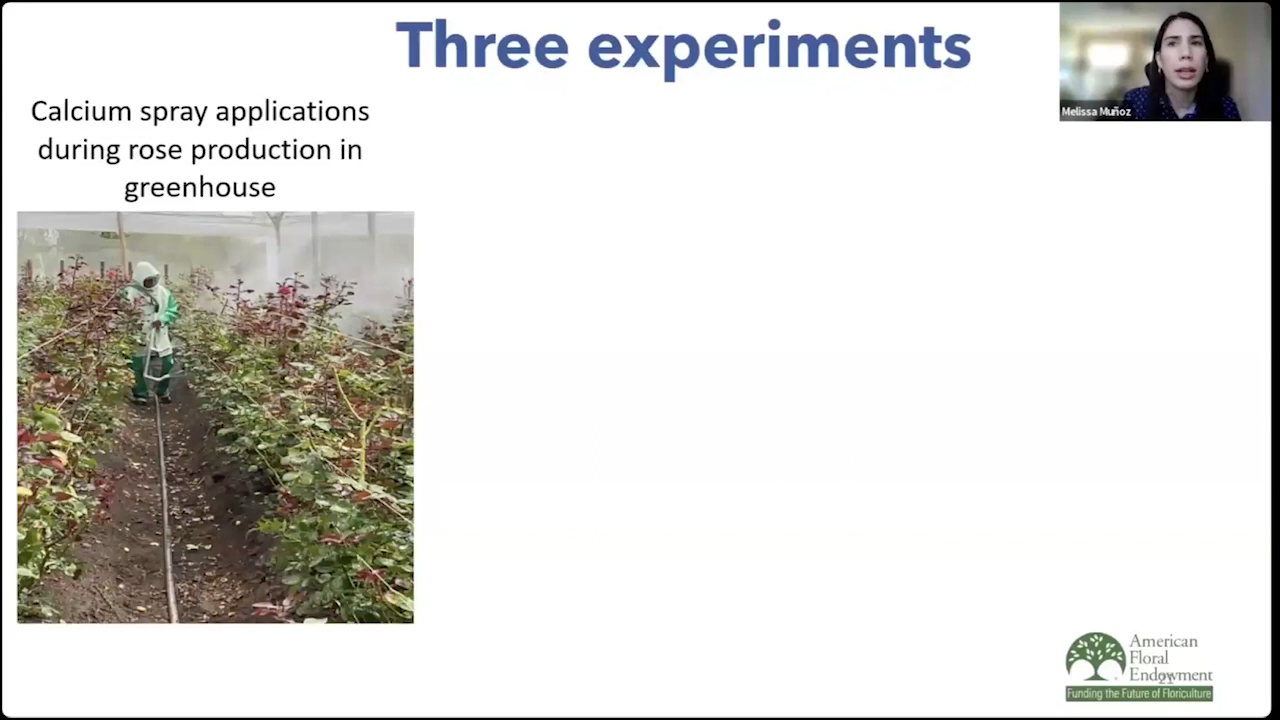 Three experiments
Melissa Muñoz
Calcium spray applications
during rose production in
greenhouse
American
Floral
Endowment
21
Funding the Future of Floriculture